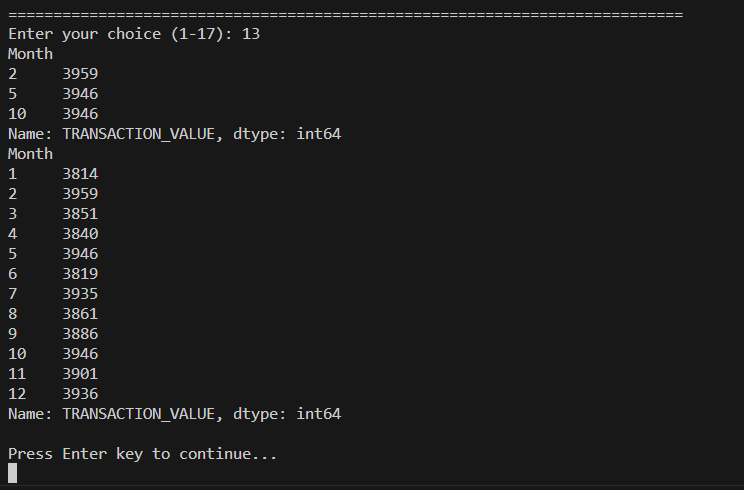 ===========================================================================
Enter your choice (1-17): 13
Month
2     3959
5     3946
10    3946
Name: TRANSACTION_VALUE, dtype: int64
Month
1     3814
2     3959
3     3851
4     3840
5     3946
6     3819
7     3935
8     3861
9     3886
10    3946
11    3901
12    3936
Name: TRANSACTION_VALUE, dtype: int64
Press Enter key to continue...